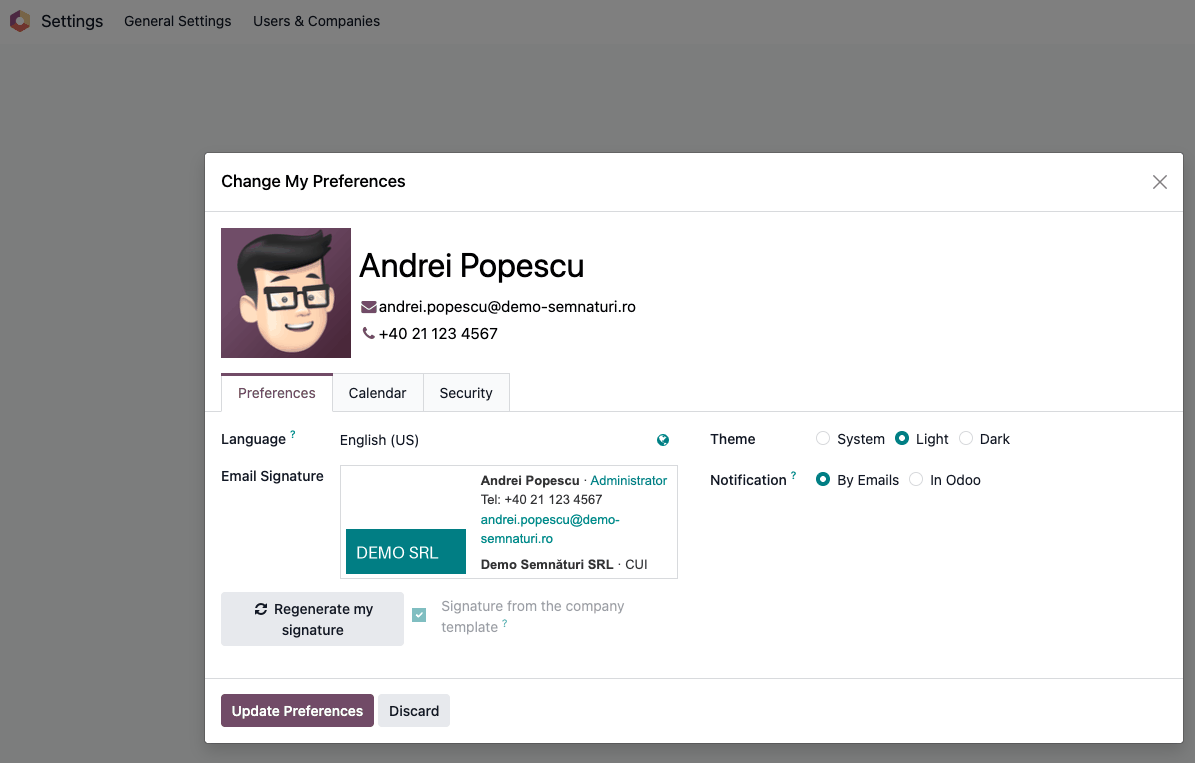 Settings General Settings Users & Companies
Change My Preferences
Andrei Popescu
andrei.popescu@demo-semnaturi.ro
+40 21 123 4567
Preferences Calendar Security
Language ? English (US)
Theme System Light Dark
Email Signature
DEMO SRL
Andrei Popescu · Administrator
Tel: +40 21 123 4567
andrei.popescu@demo-
semnaturi.ro
Demo Semnături SRL · CUI
Notification ? By Emails In Odoo
Regenerate my
signature
Signature from the company
template ?
Update Preferences Discard